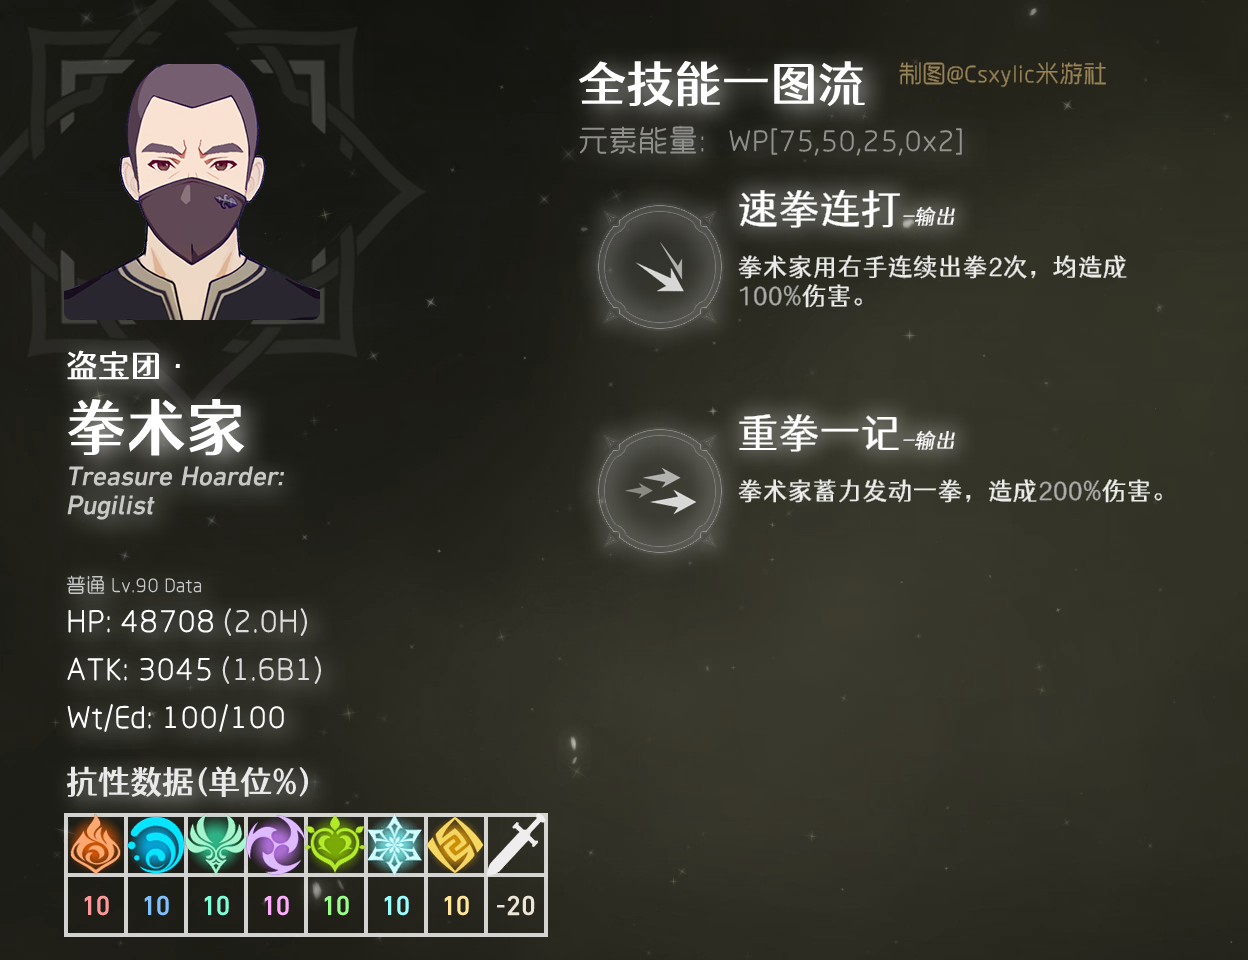 全技能一图流
制图@Csxylic米游社
元素能量: WP[75,50,25,0x2]
速拳连打-输出
拳术家用右手连续出拳2次，均造成
100%伤害。
重拳一记-输出
拳术家蓄力发动一拳，造成200%伤害。
盗宝团·
拳术家
Treasure Hoarder:
Pugilist
普通 Lv.90 Data
HP: 48708 (2.0H)
ATK: 3045 (1.6B1)
Wt/Ed: 100/100
抗性数据(单位%)
10 10 10 10 10 10 10 -20